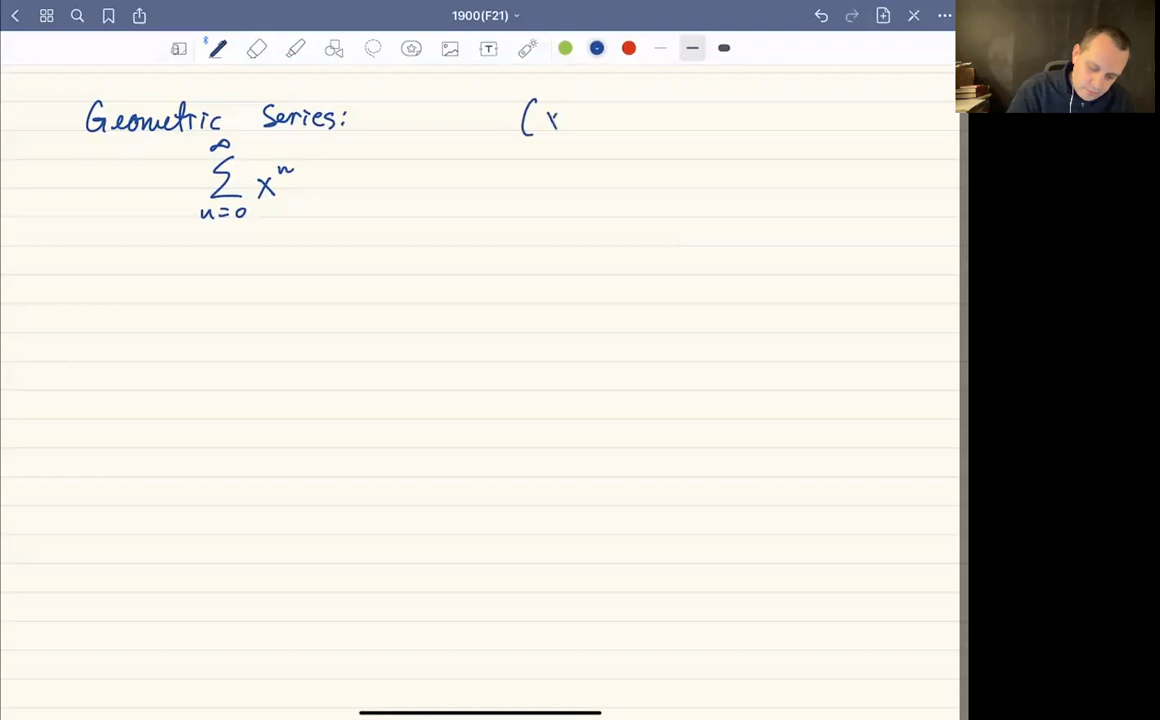 1900(F21)
Geometric Series: (x
∞
∑ xⁿ
n=0